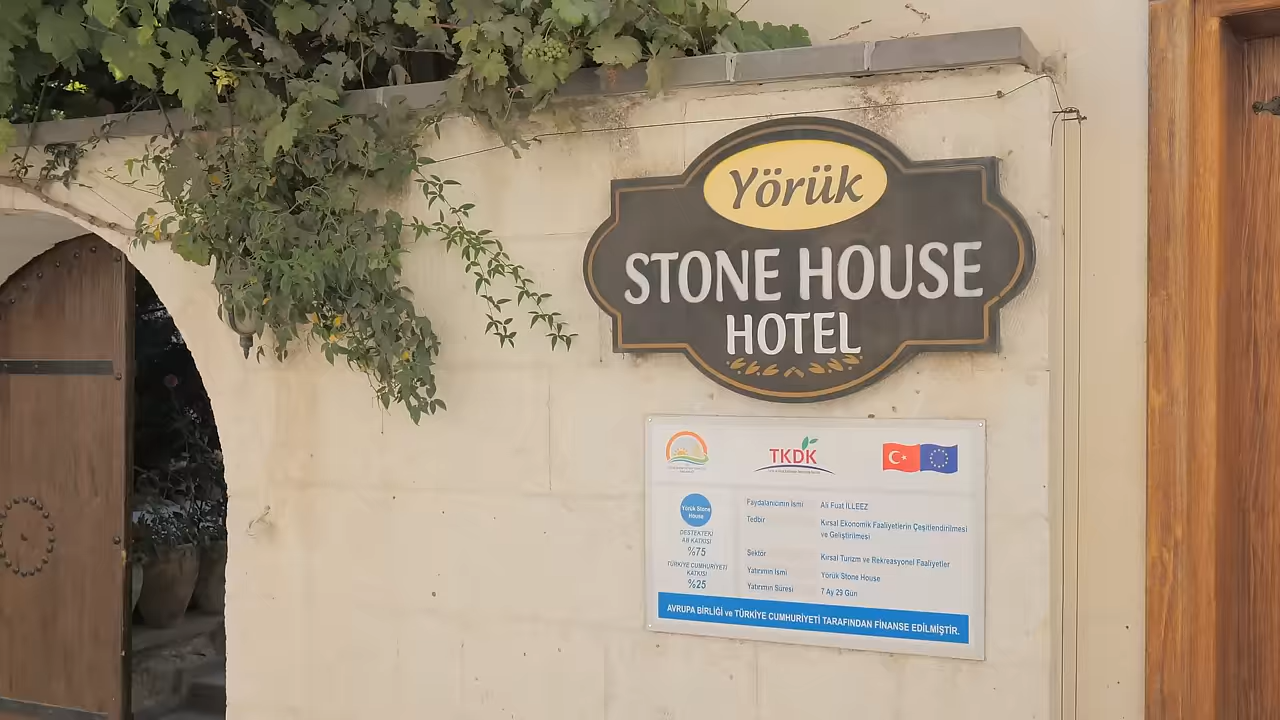 Yörük
STONE HOUSE
HOTEL
TKDK
Yörük Stone
House
DESTEKTEKİ
AB KATKISI
%75
TÜRKİYE CUMHURİYETİ
KATKISI
%25
Faydalanıcının İsmi Ali Fuat İLLEEZ
Tedbir Kırsal Ekonomik Faaliyetlerin Çeşitlendirilmesi
ve Geliştirilmesi
Sektör Kırsal Turizm ve Rekreasyonel Faaliyetler
Yatırımın İsmi Yörük Stone House
Yatırımın Süresi 7 Ay 29 Gün
AVRUPA BİRLİĞİ ve TÜRKİYE CUMHURİYETİ TARAFINDAN FİNANSE EDİLMİŞTİR.